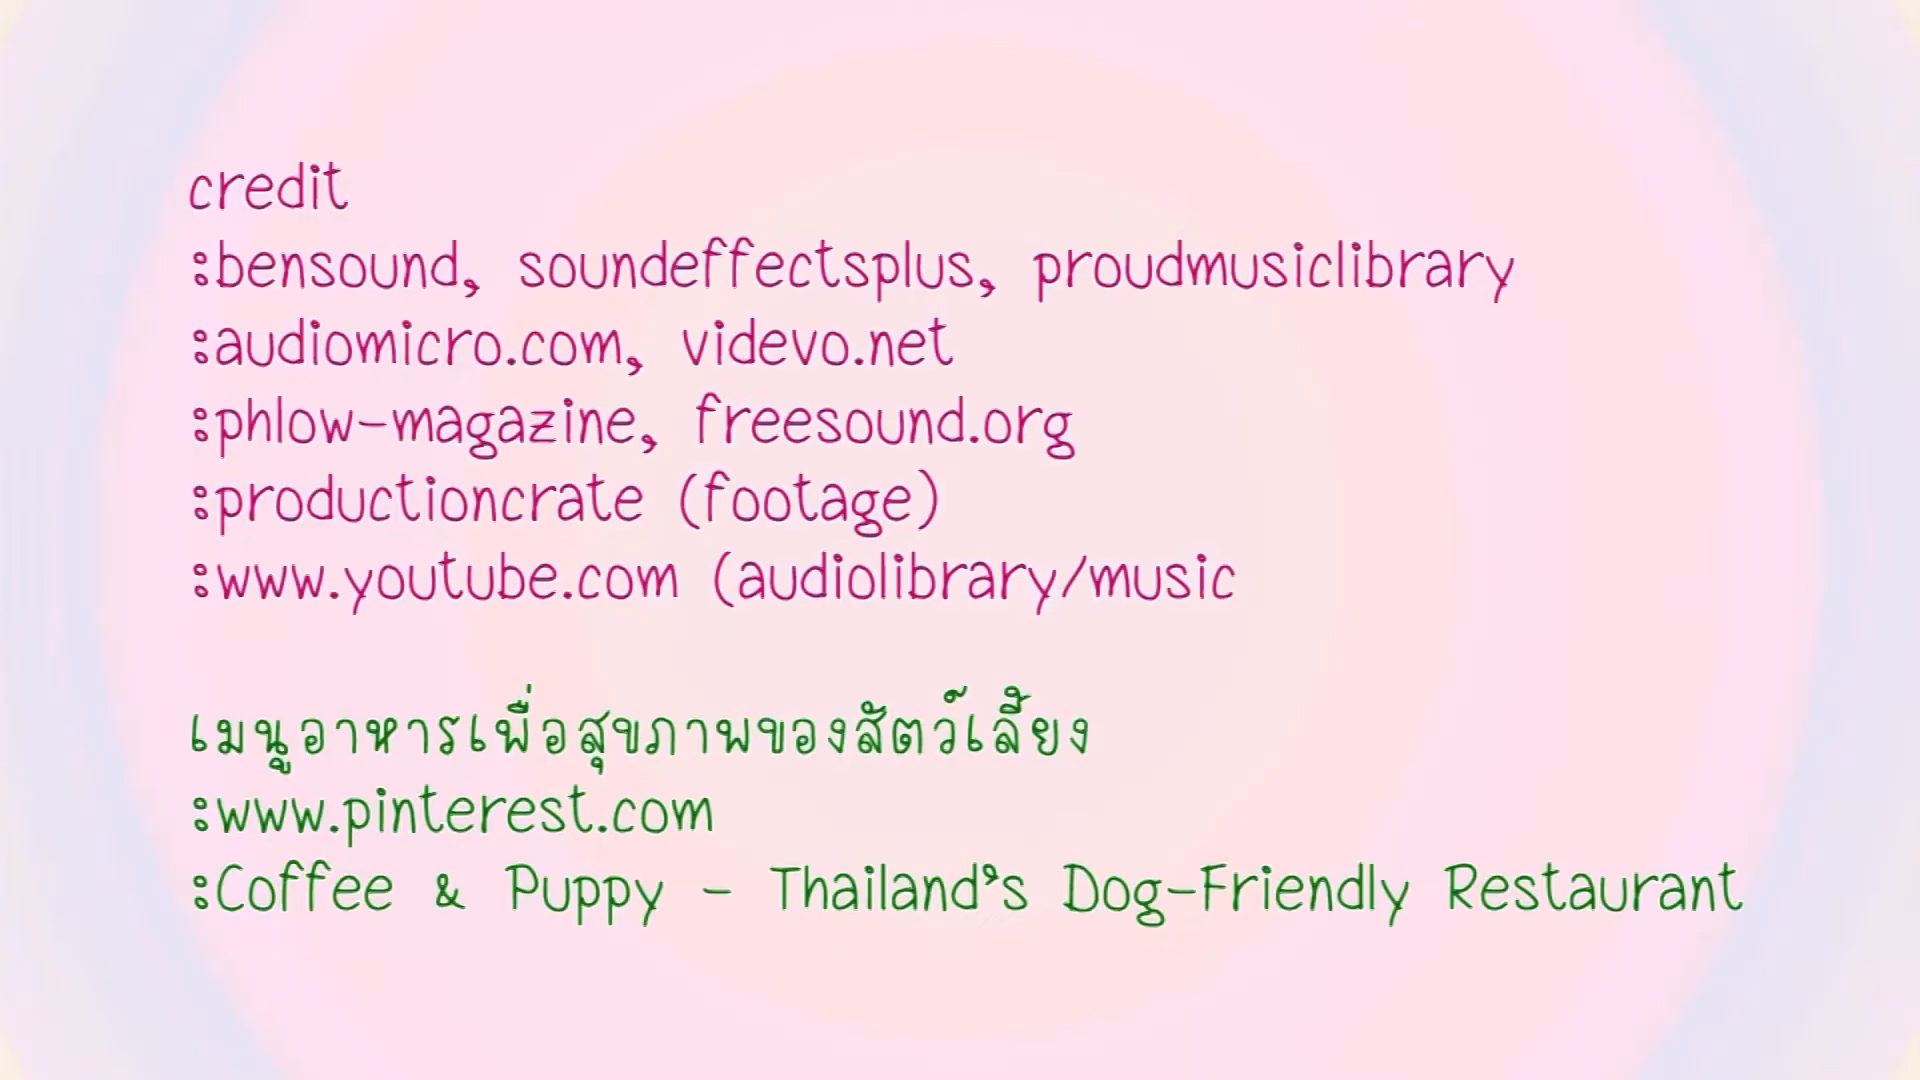 credit
:bensound, soundeffectsplus, proudmusiclibrary
:audiomicro.com, videvo.net
:phlow-magazine, freesound.org
:productioncrate (footage)
:www.youtube.com (audiolibrary/music
เมนูอาหารเพื่อสุขภาพของสัตว์เลี้ยง
:www.pinterest.com
:Coffee & Puppy - Thailand's Dog-Friendly Restaurant